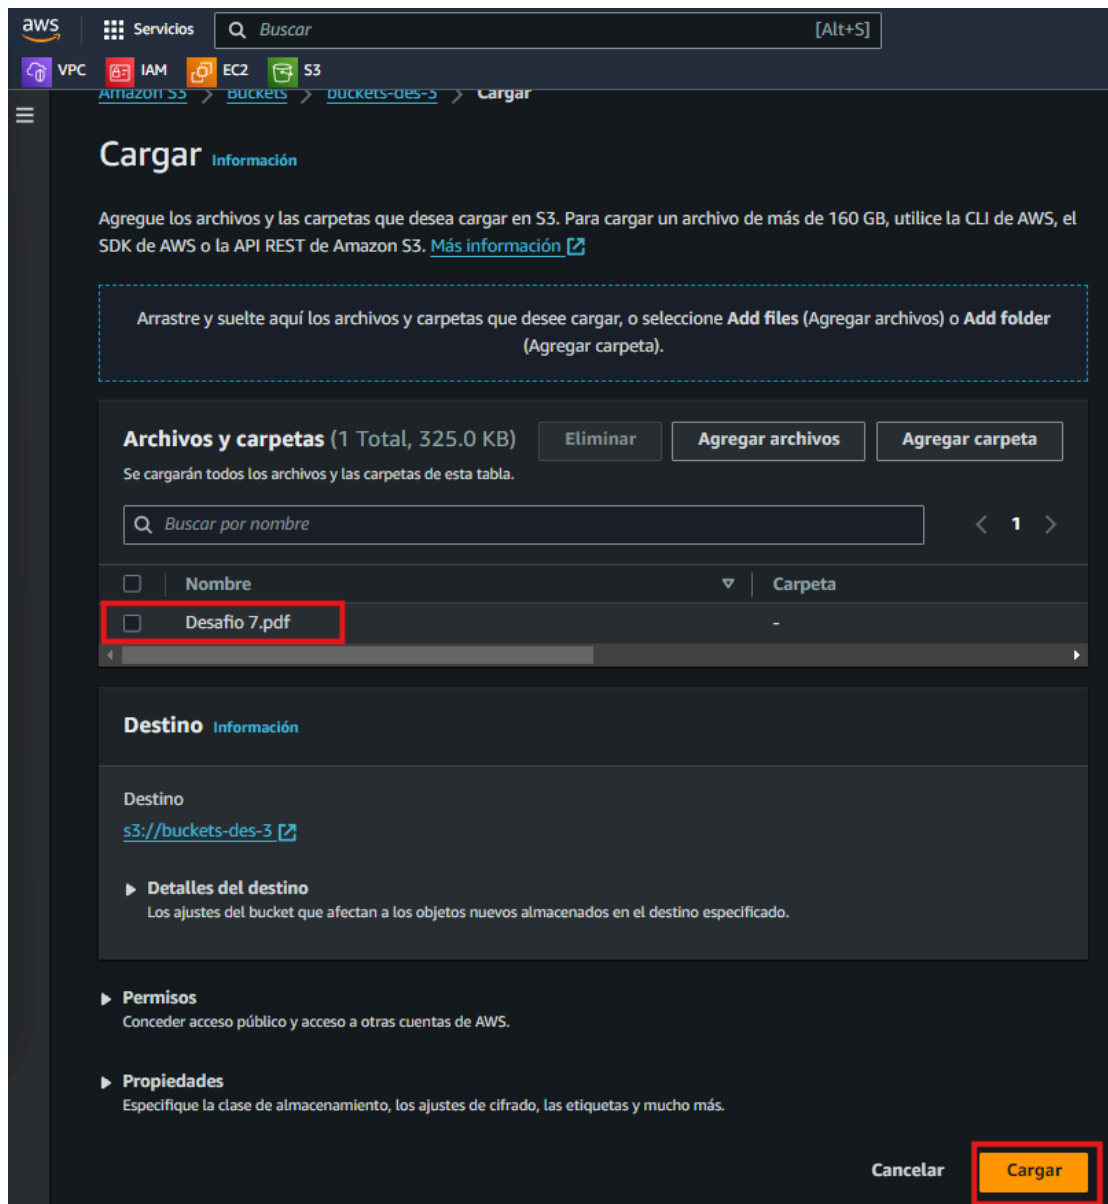 aws Servicios Buscar [Alt+S]
VPC IAM EC2 S3
Amazon S3 > Buckets > buckets-des-3 > Cargar
Cargar Información
Agregue los archivos y las carpetas que desea cargar en S3. Para cargar un archivo de más de 160 GB, utilice la CLI de AWS, el
SDK de AWS o la API REST de Amazon S3. Más información
Arrastre y suelte aquí los archivos y carpetas que desee cargar, o seleccione Add files (Agregar archivos) o Add folder
(Agregar carpeta).
Archivos y carpetas (1 Total, 325.0 KB) Eliminar Agregar archivos Agregar carpeta
Se cargarán todos los archivos y las carpetas de esta tabla.
Buscar por nombre < 1 >
Nombre Carpeta
Desafio 7.pdf -
Destino Información
Destino
s3://buckets-des-3
Detalles del destino
Los ajustes del bucket que afectan a los objetos nuevos almacenados en el destino especificado.
Permisos
Conceder acceso público y acceso a otras cuentas de AWS.
Propiedades
Especifique la clase de almacenamiento, los ajustes de cifrado, las etiquetas y mucho más.
Cancelar Cargar